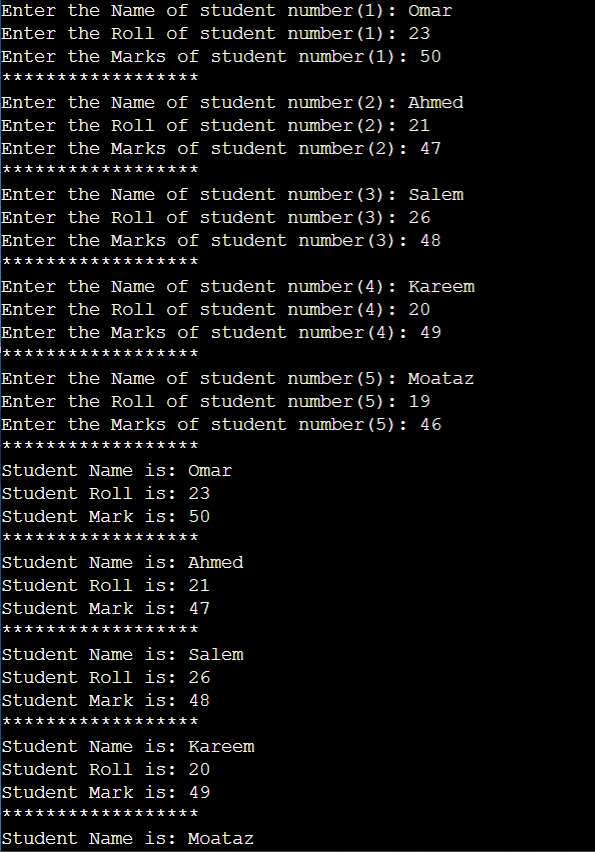 Enter the Name of student number(1): Omar
Enter the Roll of student number(1): 23
Enter the Marks of student number(1): 50
******************
Enter the Name of student number(2): Ahmed
Enter the Roll of student number(2): 21
Enter the Marks of student number(2): 47
******************
Enter the Name of student number(3): Salem
Enter the Roll of student number(3): 26
Enter the Marks of student number(3): 48
******************
Enter the Name of student number(4): Kareem
Enter the Roll of student number(4): 20
Enter the Marks of student number(4): 49
******************
Enter the Name of student number(5): Moataz
Enter the Roll of student number(5): 19
Enter the Marks of student number(5): 46
******************
Student Name is: Omar
Student Roll is: 23
Student Mark is: 50
******************
Student Name is: Ahmed
Student Roll is: 21
Student Mark is: 47
******************
Student Name is: Salem
Student Roll is: 26
Student Mark is: 48
******************
Student Name is: Kareem
Student Roll is: 20
Student Mark is: 49
******************
Student Name is: Moataz